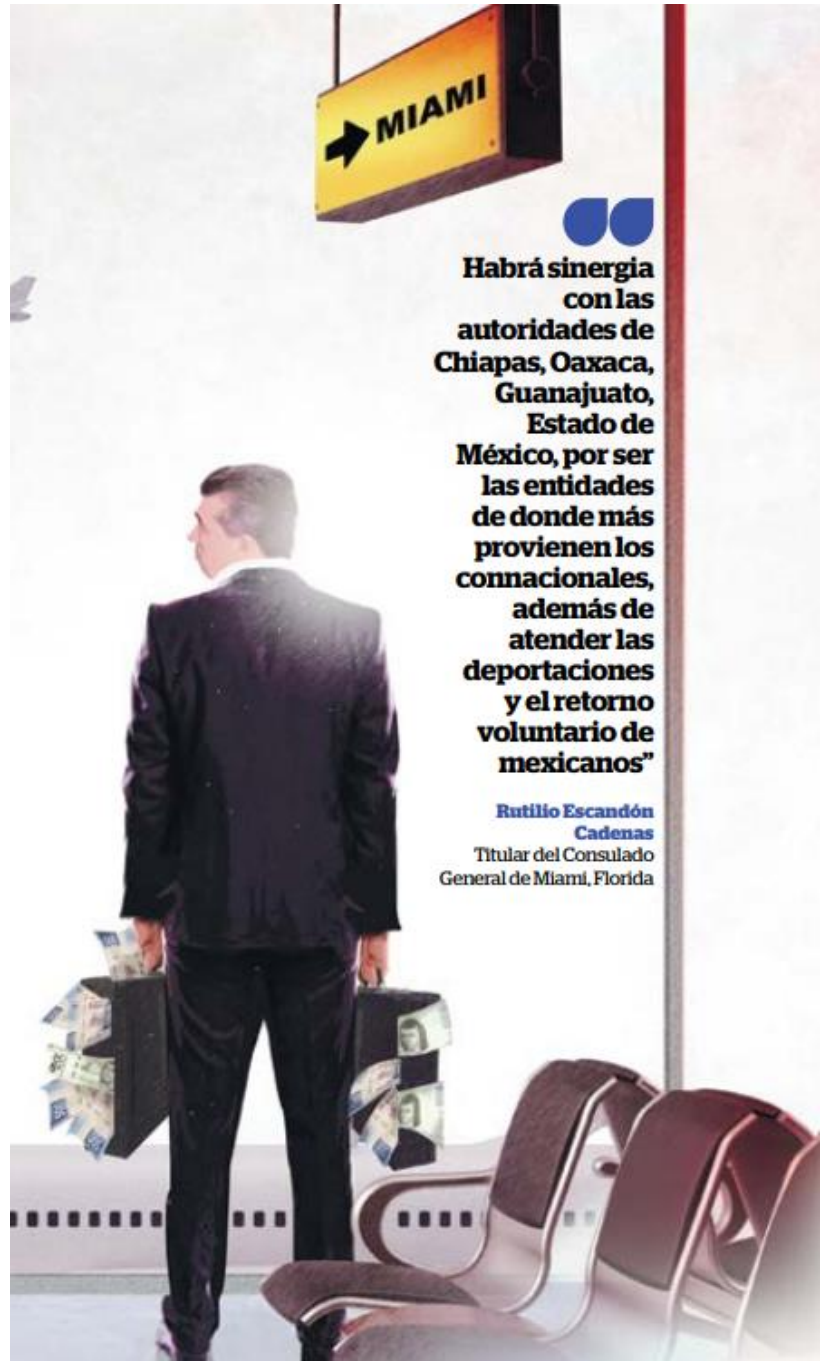 MIAMI
Habrá sinergia
con las
autoridades de
Chiapas, Oaxaca,
Guanajuato,
Estado de
México, por ser
las entidades
de donde más
provienen los
connacionales,
además de
atender las
deportaciones
y el retorno
voluntario de
mexicanos”
Rutilio Escandón
Cadenas
Titular del Consulado
General de Miami, Florida